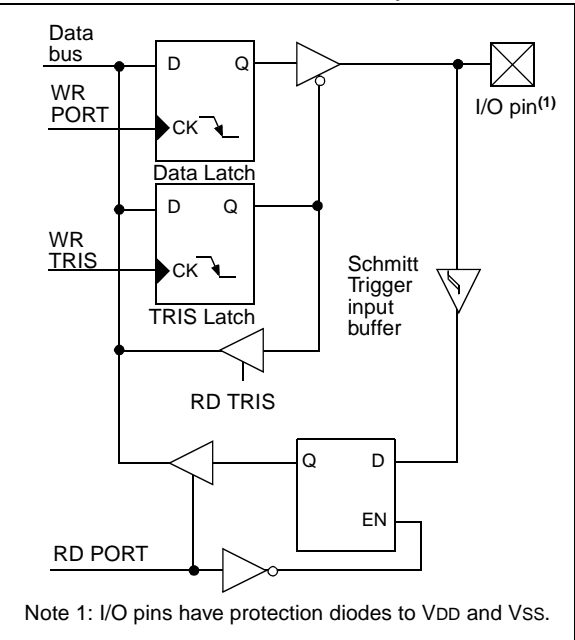 Data
bus
D
Q
WR
PORT
I/O pin(1)
CK
Data Latch
D
Q
WR
TRIS
CK
Schmitt
Trigger
input
buffer
TRIS Latch
RD TRIS
Q
D
EN
RD PORT
Note 1: I/O pins have protection diodes to VDD and VSS.